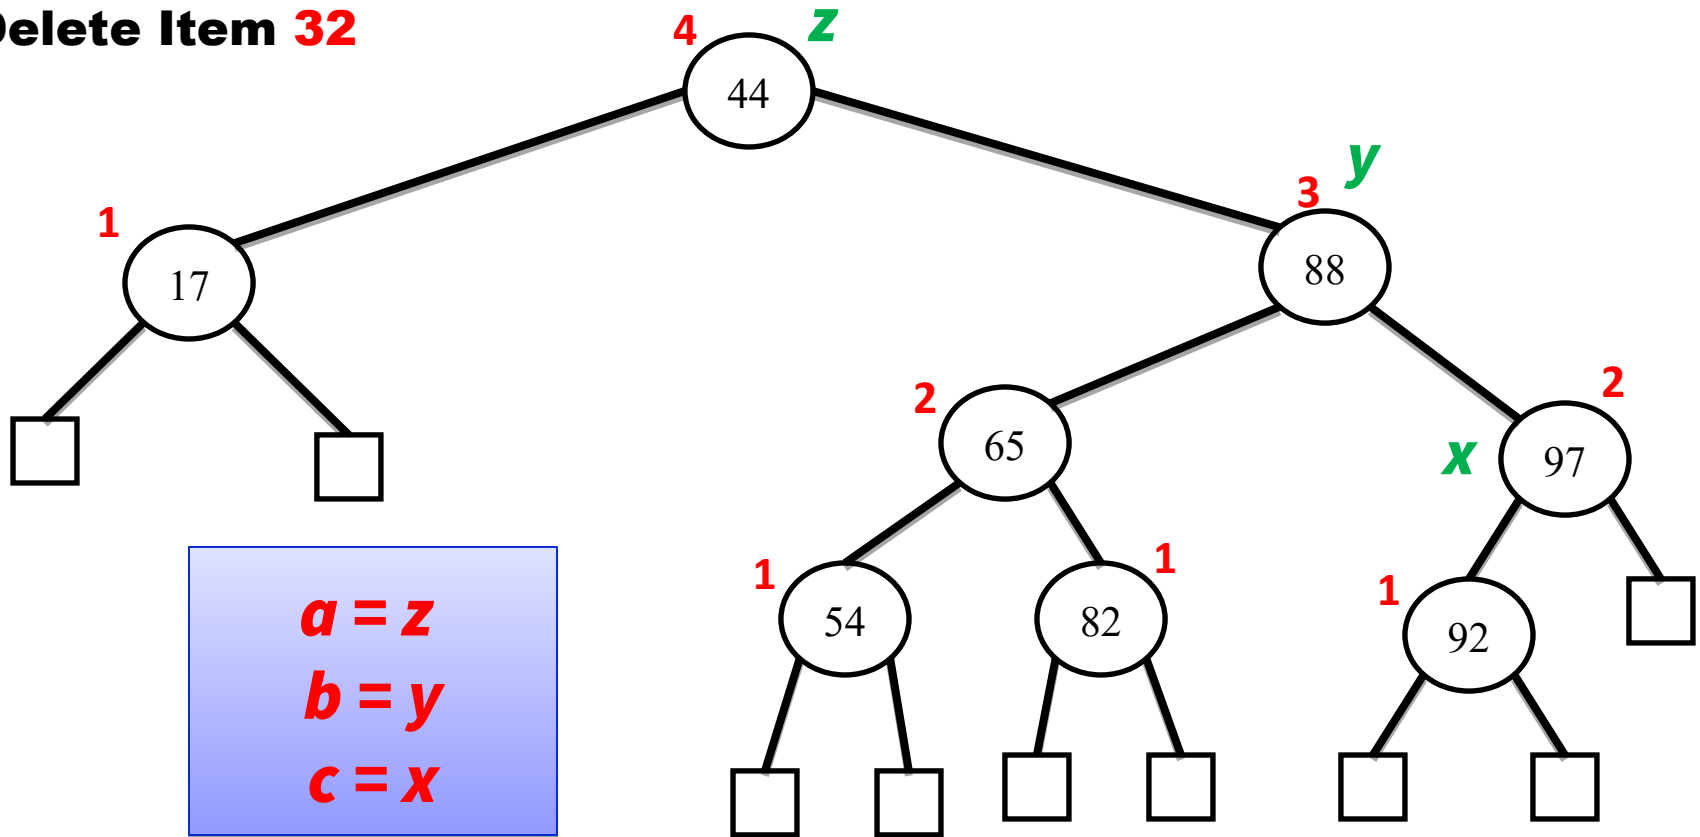 Delete Item 32
4 z
44
y
3
1
17
88
2
2
65
x
97
1
1
1
54
82
92
a = z
b = y
c = x